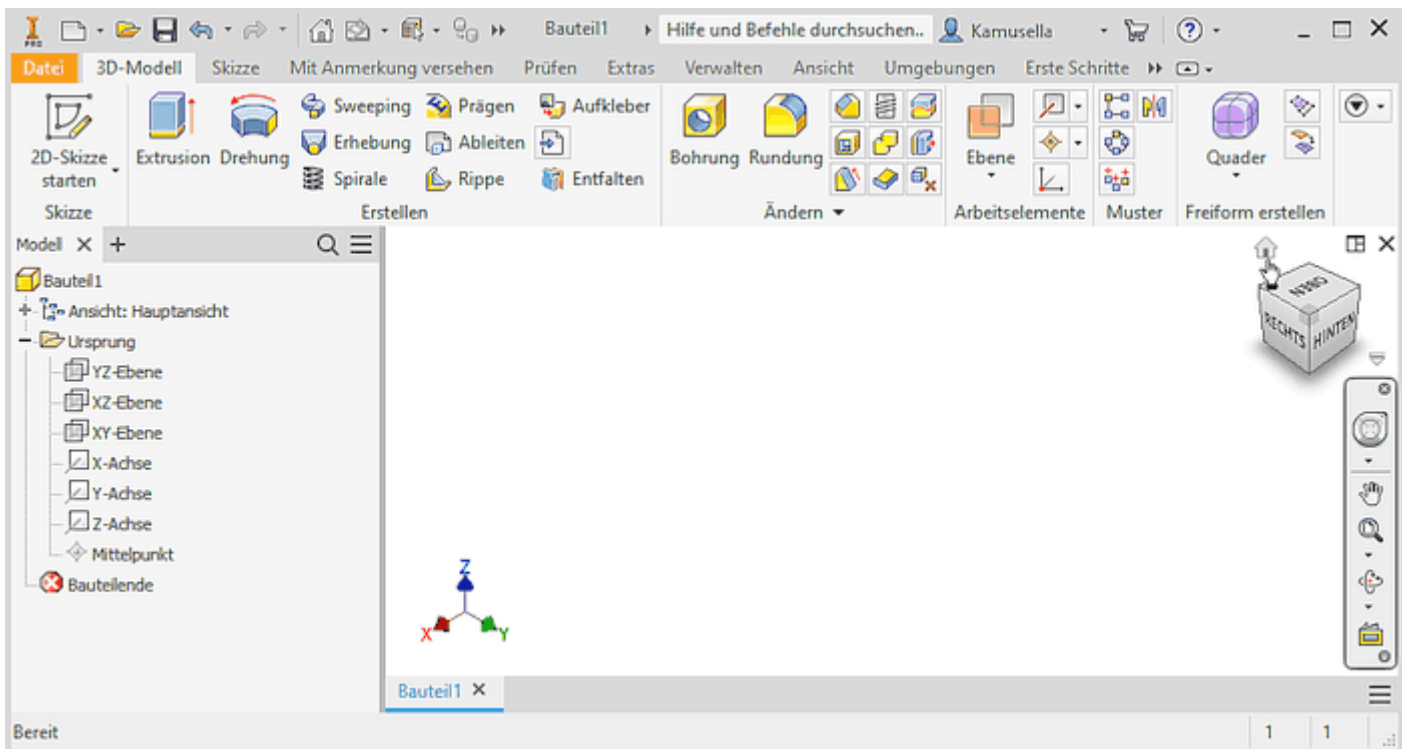 PRO Bauteil1 Hilfe und Befehle durchsuchen.. Kamusella
Datei 3D-Modell Skizze Mit Anmerkung versehen Prüfen Extras Verwalten Ansicht Umgebungen Erste Schritte
2D-Skizze starten
Extrusion
Drehung
Sweeping Prägen Aufkleber
Erhebung Ableiten
Spirale Rippe Entfalten
Bohrung
Rundung
Ebene
Quader
Skizze Erstellen Ändern Arbeitselemente Muster Freiform erstellen
Modell
Bauteil1
Ansicht: Hauptansicht
Ursprung
YZ-Ebene
XZ-Ebene
XY-Ebene
X-Achse
Y-Achse
Z-Achse
Mittelpunkt
Bauteilende
OBEN
RECHTS HINTEN
Z
X Y
Bauteil1
Bereit 1 1